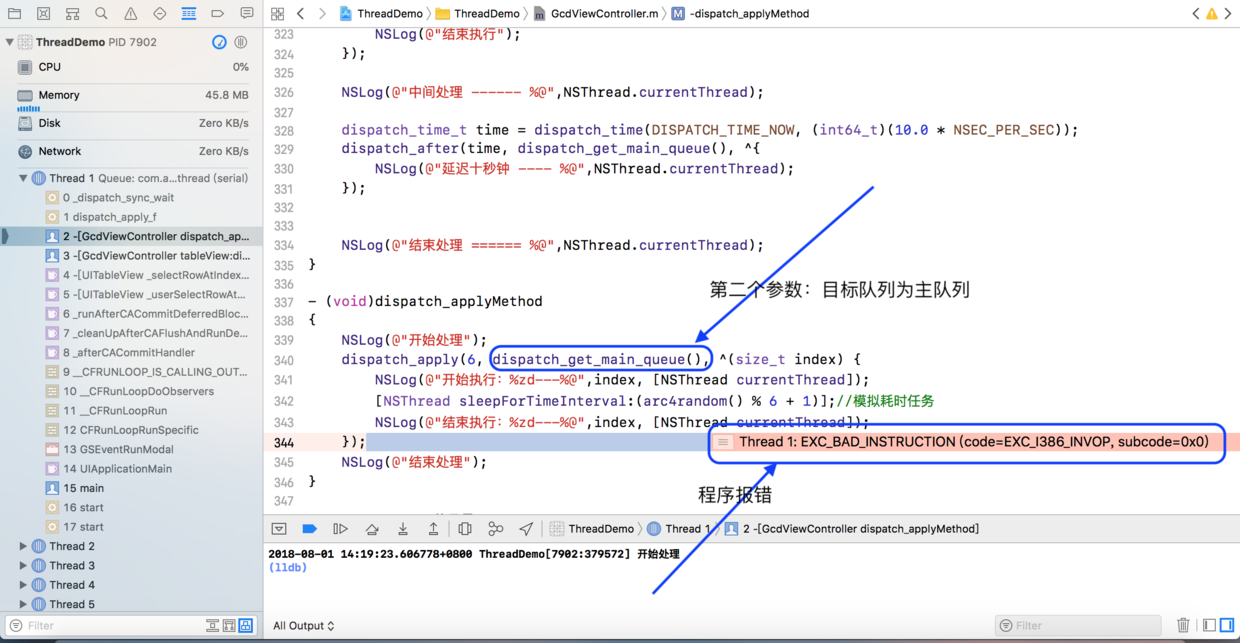 ThreadDemo 〉 ThreadDemo 〉 GcdViewController.m 〉 M -dispatch_applyMethod
ThreadDemo PID 7902
CPU 0%
Memory 45.8 MB
Disk Zero KB/s
Network Zero KB/s
Thread 1 Queue: com.a...thread (serial)
0 _dispatch_sync_wait
1 dispatch_apply_f
2 -[GcdViewController dispatch_ap...
3 -[GcdViewController tableView:di...
4 -[UITableView _selectRowAtIndex...
5 -[UITableView _userSelectRowAt...
6 _runAfterCACommitDeferredBloc...
7 _cleanUpAfterCAFlushAndRunDe...
8 _afterCACommitHandler
9 __CFRUNLOOP_IS_CALLING_OUT...
10 __CFRunLoopDoObservers
11 __CFRunLoopRun
12 CFRunLoopRunSpecific
13 GSEventRunModal
14 UIApplicationMain
15 main
16 start
17 start
Thread 2
Thread 3
Thread 4
Thread 5
Filter
323 NSLog(@"结束执行");
324 });
325
326 NSLog(@"中间处理 ------ %@",NSThread.currentThread);
327
328 dispatch_time_t time = dispatch_time(DISPATCH_TIME_NOW, (int64_t)(10.0 * NSEC_PER_SEC));
329 dispatch_after(time, dispatch_get_main_queue(), ^{
330 NSLog(@"延迟十秒钟 ---- %@",NSThread.currentThread);
331 });
332
333
334 NSLog(@"结束处理 ====== %@",NSThread.currentThread);
335 }
336
第二个参数：目标队列为主队列
337 - (void)dispatch_applyMethod
338 {
339 NSLog(@"开始处理");
340 dispatch_apply(6, dispatch_get_main_queue(), ^(size_t index) {
341 NSLog(@"开始执行：%zd---%@",index, [NSThread currentThread]);
342 [NSThread sleepForTimeInterval:(arc4random() % 6 + 1)];//模拟耗时任务
343 NSLog(@"结束执行：%zd---%@",index, [NSThread currentThread]);
344 });
Thread 1: EXC_BAD_INSTRUCTION (code=EXC_I386_INVOP, subcode=0x0)
345 NSLog(@"结束处理");
346 }
347
程序报错
ThreadDemo 〉 Thread 1 〉 2 -[GcdViewController dispatch_applyMethod]
2018-08-01 14:19:23.606778+0800 ThreadDemo[7902:379572] 开始处理
(lldb)
All Output
Filter